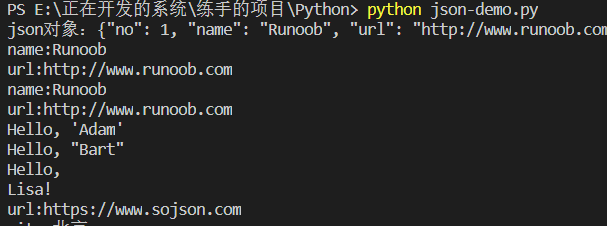 PS E:\正在开发的系统\练手的项目\Python> python json-demo.py
json对象: {"no": 1, "name": "Runoob", "url": "http://www.runoob.com
name:Runoob
url:http://www.runoob.com
name:Runoob
url:http://www.runoob.com
Hello, 'Adam'
Hello, "Bart"
Hello,
Lisa!
url:https://www.sojson.com